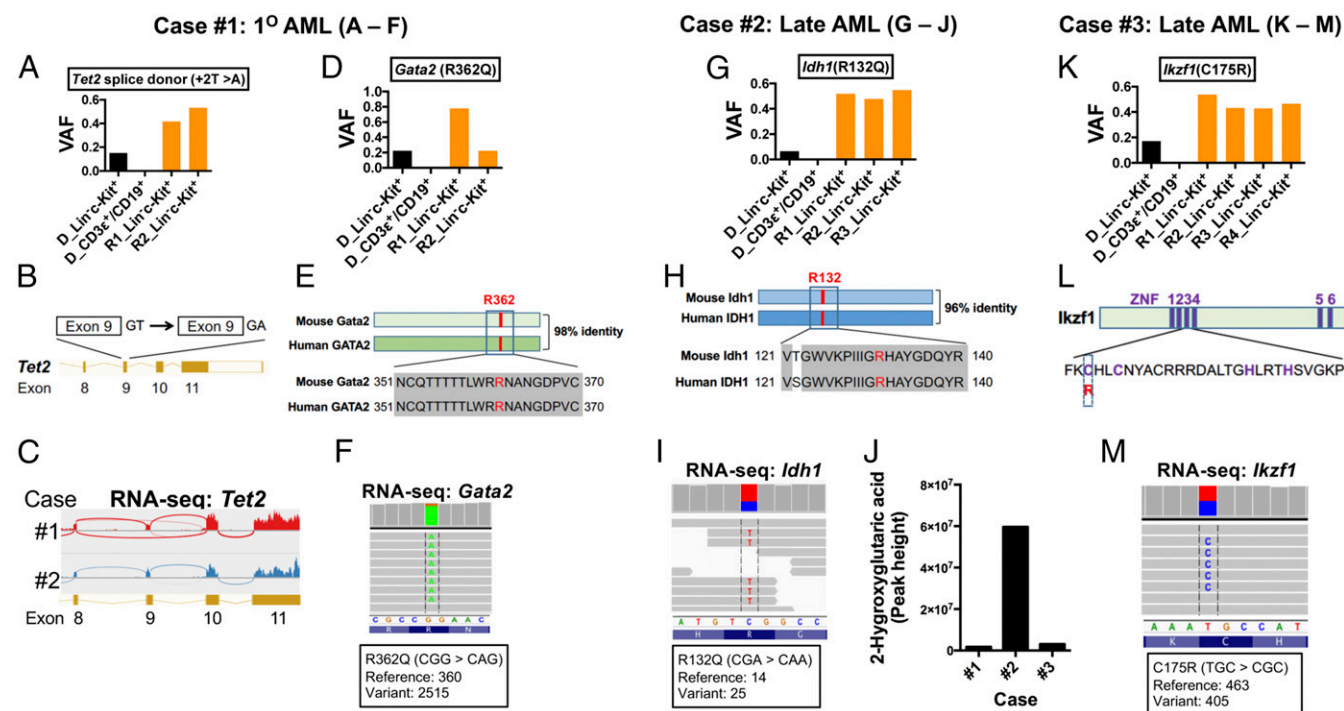 Case #1: 1⁰ AML (A – F)
Case #2: Late AML (G – J)
Case #3: Late AML (K – M)
A
Tet2 splice donor (+2T >A)
VAF
0.6
0.4
0.2
0.0
D_Lin⁻c-Kit⁺
D_CD3ε⁺/CD19⁺
R1_Lin⁻c-Kit⁺
R2_Lin⁻c-Kit⁺
D
Gata2 (R362Q)
VAF
1.0
0.8
0.6
0.4
0.2
0.0
D_Lin⁻c-Kit⁺
D_CD3ε⁺/CD19⁺
R1_Lin⁻c-Kit⁺
R2_Lin⁻c-Kit⁺
G
Idh1(R132Q)
VAF
0.6
0.4
0.2
0.0
D_Lin⁻c-Kit⁺
D_CD3ε⁺/CD19⁺
R1_Lin⁻c-Kit⁺
R2_Lin⁻c-Kit⁺
R3_Lin⁻c-Kit⁺
K
Ikzf1(C175R)
VAF
0.6
0.4
0.2
0.0
D_Lin⁻c-Kit⁺
D_CD3ε⁺/CD19⁺
R1_Lin⁻c-Kit⁺
R2_Lin⁻c-Kit⁺
R3_Lin⁻c-Kit⁺
R4_Lin⁻c-Kit⁺
B
Exon 9 GT → Exon 9 GA
Tet2
Exon 8 9 10 11
E
R362
Mouse Gata2
Human GATA2
98% identity
Mouse Gata2 351 NCQTTTTTLWRRNANGDPVC 370
Human GATA2 351 NCQTTTTTLWRRNANGDPVC 370
H
R132
Mouse Idh1
Human IDH1
96% identity
Mouse Idh1 121 VTGWVKPIIIGRHAYGDQYR 140
Human IDH1 121 VSGWVKPIIIGRHAYGDQYR 140
L
ZNF 1234 5 6
Ikzf1
FKCHLCNYACRRRDALTGHLRTHSVGKP
R
C
Case RNA-seq: Tet2
#1
#2
Exon 8 9 10 11
F
RNA-seq: Gata2
A
A
A
A
A
A
A
C G C C G G A A C
R R N
R362Q (CGG > CAG)
Reference: 360
Variant: 2515
I
RNA-seq: Idh1
T
T
T
T
T
A T G T C G G C C
H R G
R132Q (CGA > CAA)
Reference: 14
Variant: 25
J
2-Hygroxyglutaric acid
(Peak height)
8×10⁷
6×10⁷
4×10⁷
2×10⁷
0
#1 #2 #3
Case
M
RNA-seq: Ikzf1
C
C
C
C
C
A A A T G C C A T
K C H
C175R (TGC > CGC)
Reference: 463
Variant: 405